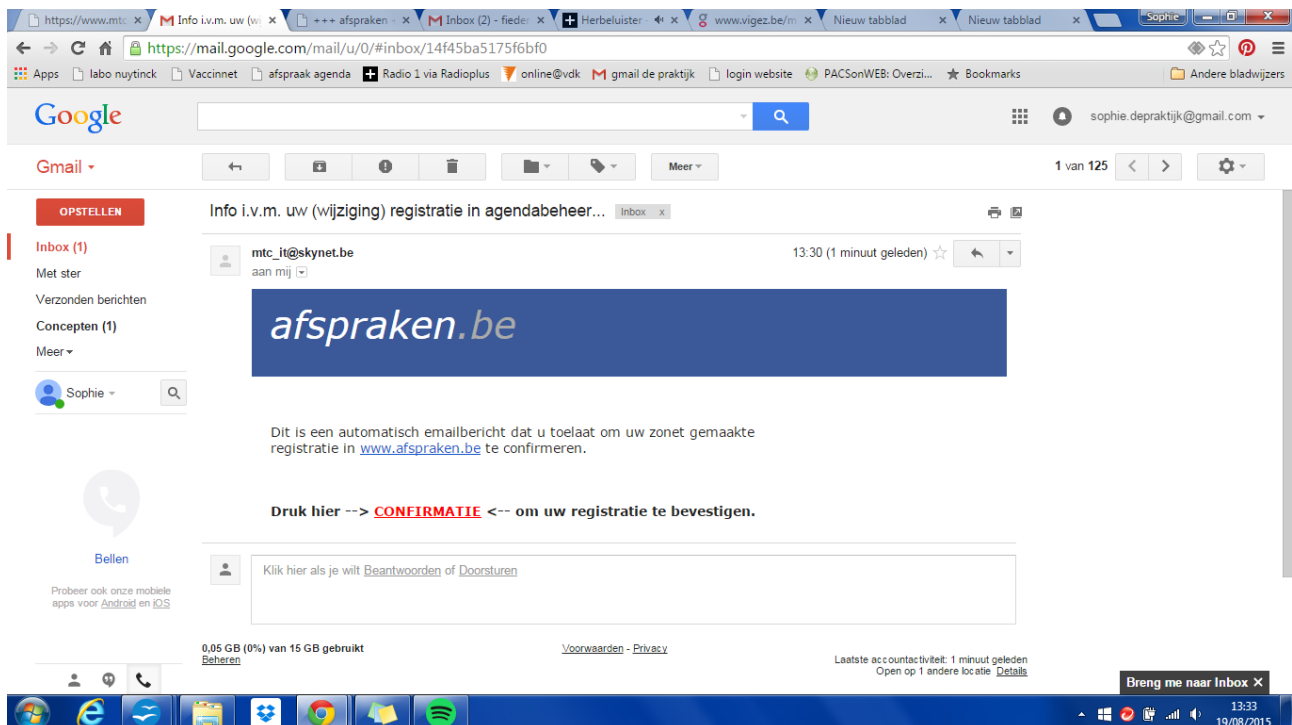 https://www.mtc
Info i.v.m. uw (wi
+++ afspraken
Inbox (2) - fieder
Herbeluister
www.vigez.be/m
Nieuw tabblad
Nieuw tabblad
Sophie
https://mail.google.com/mail/u/0/#inbox/14f45ba5175f6bf0
Apps labo nuytinck Vaccinnet afspraak agenda Radio 1 via Radioplus online@vdk gmail de praktijk login website PACSonWEB: Overzi... Bookmarks Andere bladwijzers
Google
sophie.depraktijk@gmail.com
Gmail
Meer
1 van 125
OPSTELLEN
Inbox (1)
Met ster
Verzonden berichten
Concepten (1)
Meer
Sophie
Bellen
Probeer ook onze mobiele
apps voor Android en iOS
Info i.v.m. uw (wijziging) registratie in agendabeheer... Inbox x
mtc_it@skynet.be 13:30 (1 minuut geleden)
aan mij
afspraken.be
Dit is een automatisch emailbericht dat u toelaat om uw zonet gemaakte
registratie in www.afspraken.be te confirmeren.
Druk hier --> CONFIRMATIE <-- om uw registratie te bevestigen.
Klik hier als je wilt Beantwoorden of Doorsturen
0,05 GB (0%) van 15 GB gebruikt
Beheren
Voorwaarden - Privacy
Laatste accountactiviteit: 1 minuut geleden
Open op 1 andere locatie Details
Breng me naar Inbox X
13:33
19/08/2015